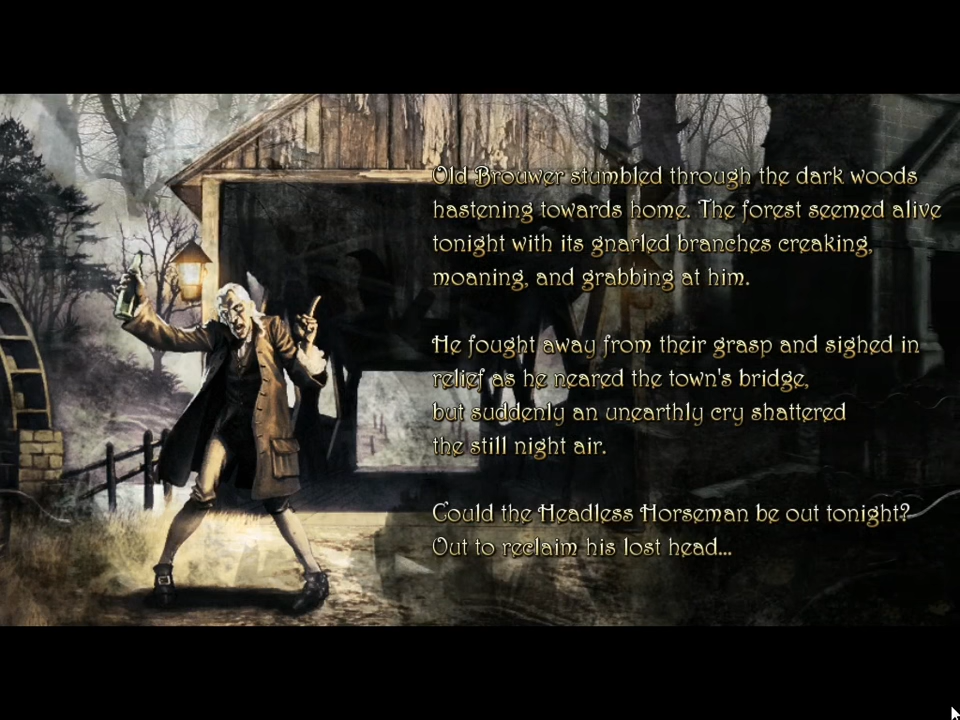 Old Brouwer stumbled through the dark woods
hastening towards home. The forest seemed alive
tonight with its gnarled branches creaking,
moaning, and grabbing at him.
He fought away from their grasp and sighed in
relief as he neared the town's bridge,
but suddenly an unearthly cry shattered
the still night air.
Could the Headless Horseman be out tonight?
Out to reclaim his lost head...